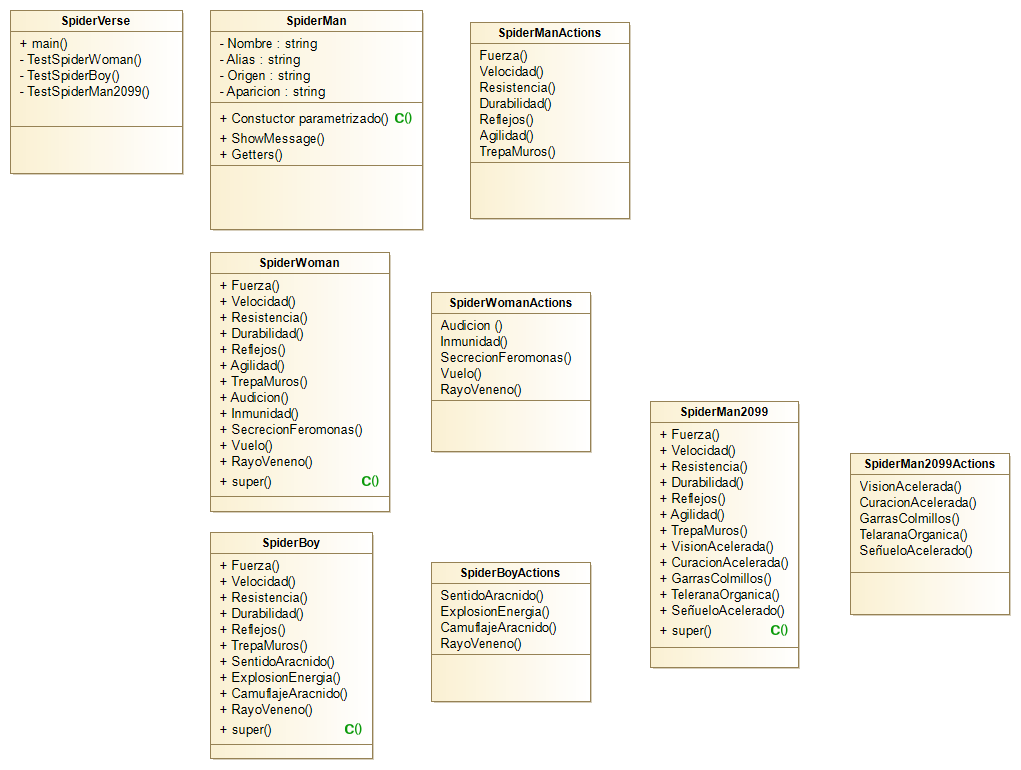 SpiderVerse
+ main()
- TestSpiderWoman()
- TestSpiderBoy()
- TestSpiderMan2099()
SpiderMan
- Nombre : string
- Alias : string
- Origen : string
- Aparicion : string
+ Constuctor parametrizado() C()
+ ShowMessage()
+ Getters()
SpiderManActions
Fuerza()
Velocidad()
Resistencia()
Durabilidad()
Reflejos()
Agilidad()
TrepaMuros()
SpiderWoman
+ Fuerza()
+ Velocidad()
+ Resistencia()
+ Durabilidad()
+ Reflejos()
+ Agilidad()
+ TrepaMuros()
+ Audicion()
+ Inmunidad()
+ SecrecionFeromonas()
+ Vuelo()
+ RayoVeneno()
+ super() C()
SpiderWomanActions
Audicion ()
Inmunidad()
SecrecionFeromonas()
Vuelo()
RayoVeneno()
SpiderMan2099
+ Fuerza()
+ Velocidad()
+ Resistencia()
+ Durabilidad()
+ Reflejos()
+ Agilidad()
+ TrepaMuros()
+ VisionAcelerada()
+ CuracionAcelerada()
+ GarrasColmillos()
+ TeleranaOrganica()
+ SeñueloAcelerado()
+ super() C()
SpiderMan2099Actions
VisionAcelerada()
CuracionAcelerada()
GarrasColmillos()
TelaranaOrganica()
SeñueloAcelerado()
SpiderBoy
+ Fuerza()
+ Velocidad()
+ Resistencia()
+ Durabilidad()
+ Reflejos()
+ TrepaMuros()
+ SentidoAracnido()
+ ExplosionEnergia()
+ CamuflajeAracnido()
+ RayoVeneno()
+ super() C()
SpiderBoyActions
SentidoAracnido()
ExplosionEnergia()
CamuflajeAracnido()
RayoVeneno()